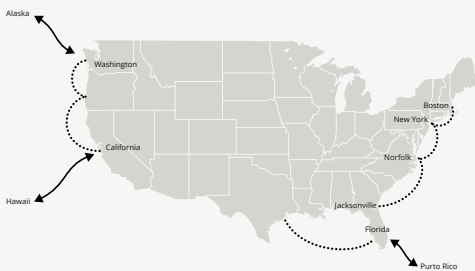 Alaska
Washington
Boston
New York
California
Norfolk
Hawaii
Jacksonville
Florida
Purto Rico